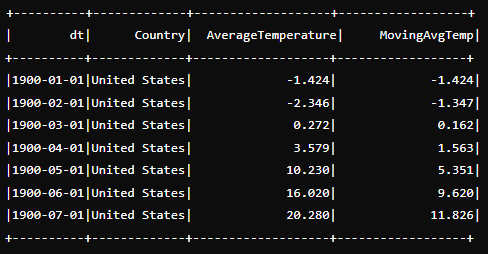 +----------+-------------+------------------+-----------------+
|        dt|      Country| AverageTemperature|    MovingAvgTemp|
+----------+-------------+------------------+-----------------+
|1900-01-01|United States|            -1.424|           -1.424|
|1900-02-01|United States|            -2.346|           -1.347|
|1900-03-01|United States|             0.272|            0.162|
|1900-04-01|United States|             3.579|            1.563|
|1900-05-01|United States|            10.230|            5.351|
|1900-06-01|United States|            16.020|            9.620|
|1900-07-01|United States|            20.280|           11.826|
+----------+-------------+------------------+-----------------+